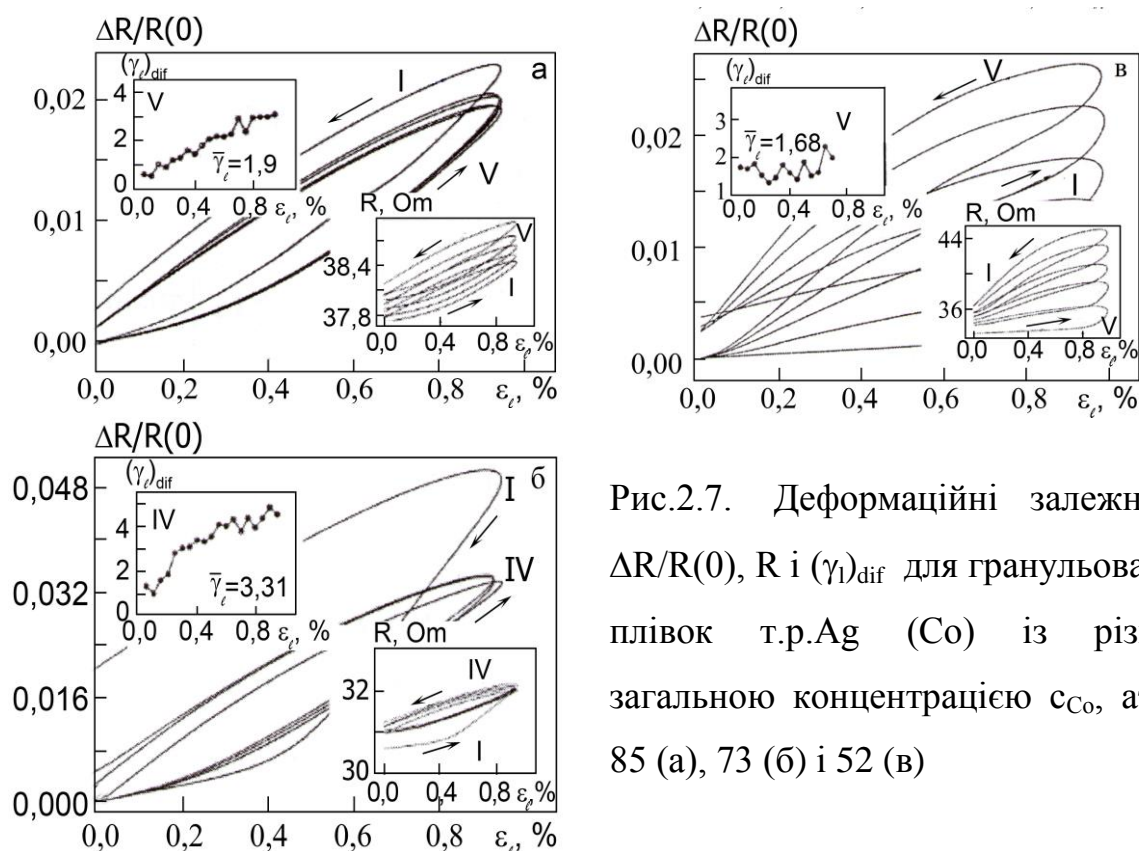 ΔR/R(0)
а
0,02
0,01
0,00
(γℓ)dif
V
4
3
2
1
0
γ̄ℓ=1,9
0,0 0,4 0,8 εℓ, %
I
V
R, Om
38,4
37,8
V
I
0,0 0,4 0,8 εℓ,%
0,0 0,2 0,4 0,6 0,8 εℓ, %
ΔR/R(0)
в
0,02
0,01
0,00
(γℓ)dif
V
3
2
1
γ̄ℓ=1,68
0,0 0,4 0,8 εℓ, %
V
I
R, Om
44
36
I
V
0,0 0,4 0,8 εℓ,%
0,0 0,2 0,4 0,6 0,8 εℓ, %
ΔR/R(0)
б
0,048
0,032
0,016
0,000
(γℓ)dif
IV
4
2
0
γ̄ℓ=3,31
0,0 0,4 0,8 εℓ, %
I
IV
R, Om
32
30
IV
I
0,0 0,4 0,8 εℓ,%
0,0 0,2 0,4 0,6 0,8 εℓ, %
Рис.2.7. Деформаційні залежн
ΔR/R(0), R і (γl)dif для гранульова
плівок т.р.Ag (Co) із різ
загальною концентрацією cCo, ат
85 (а), 73 (б) і 52 (в)